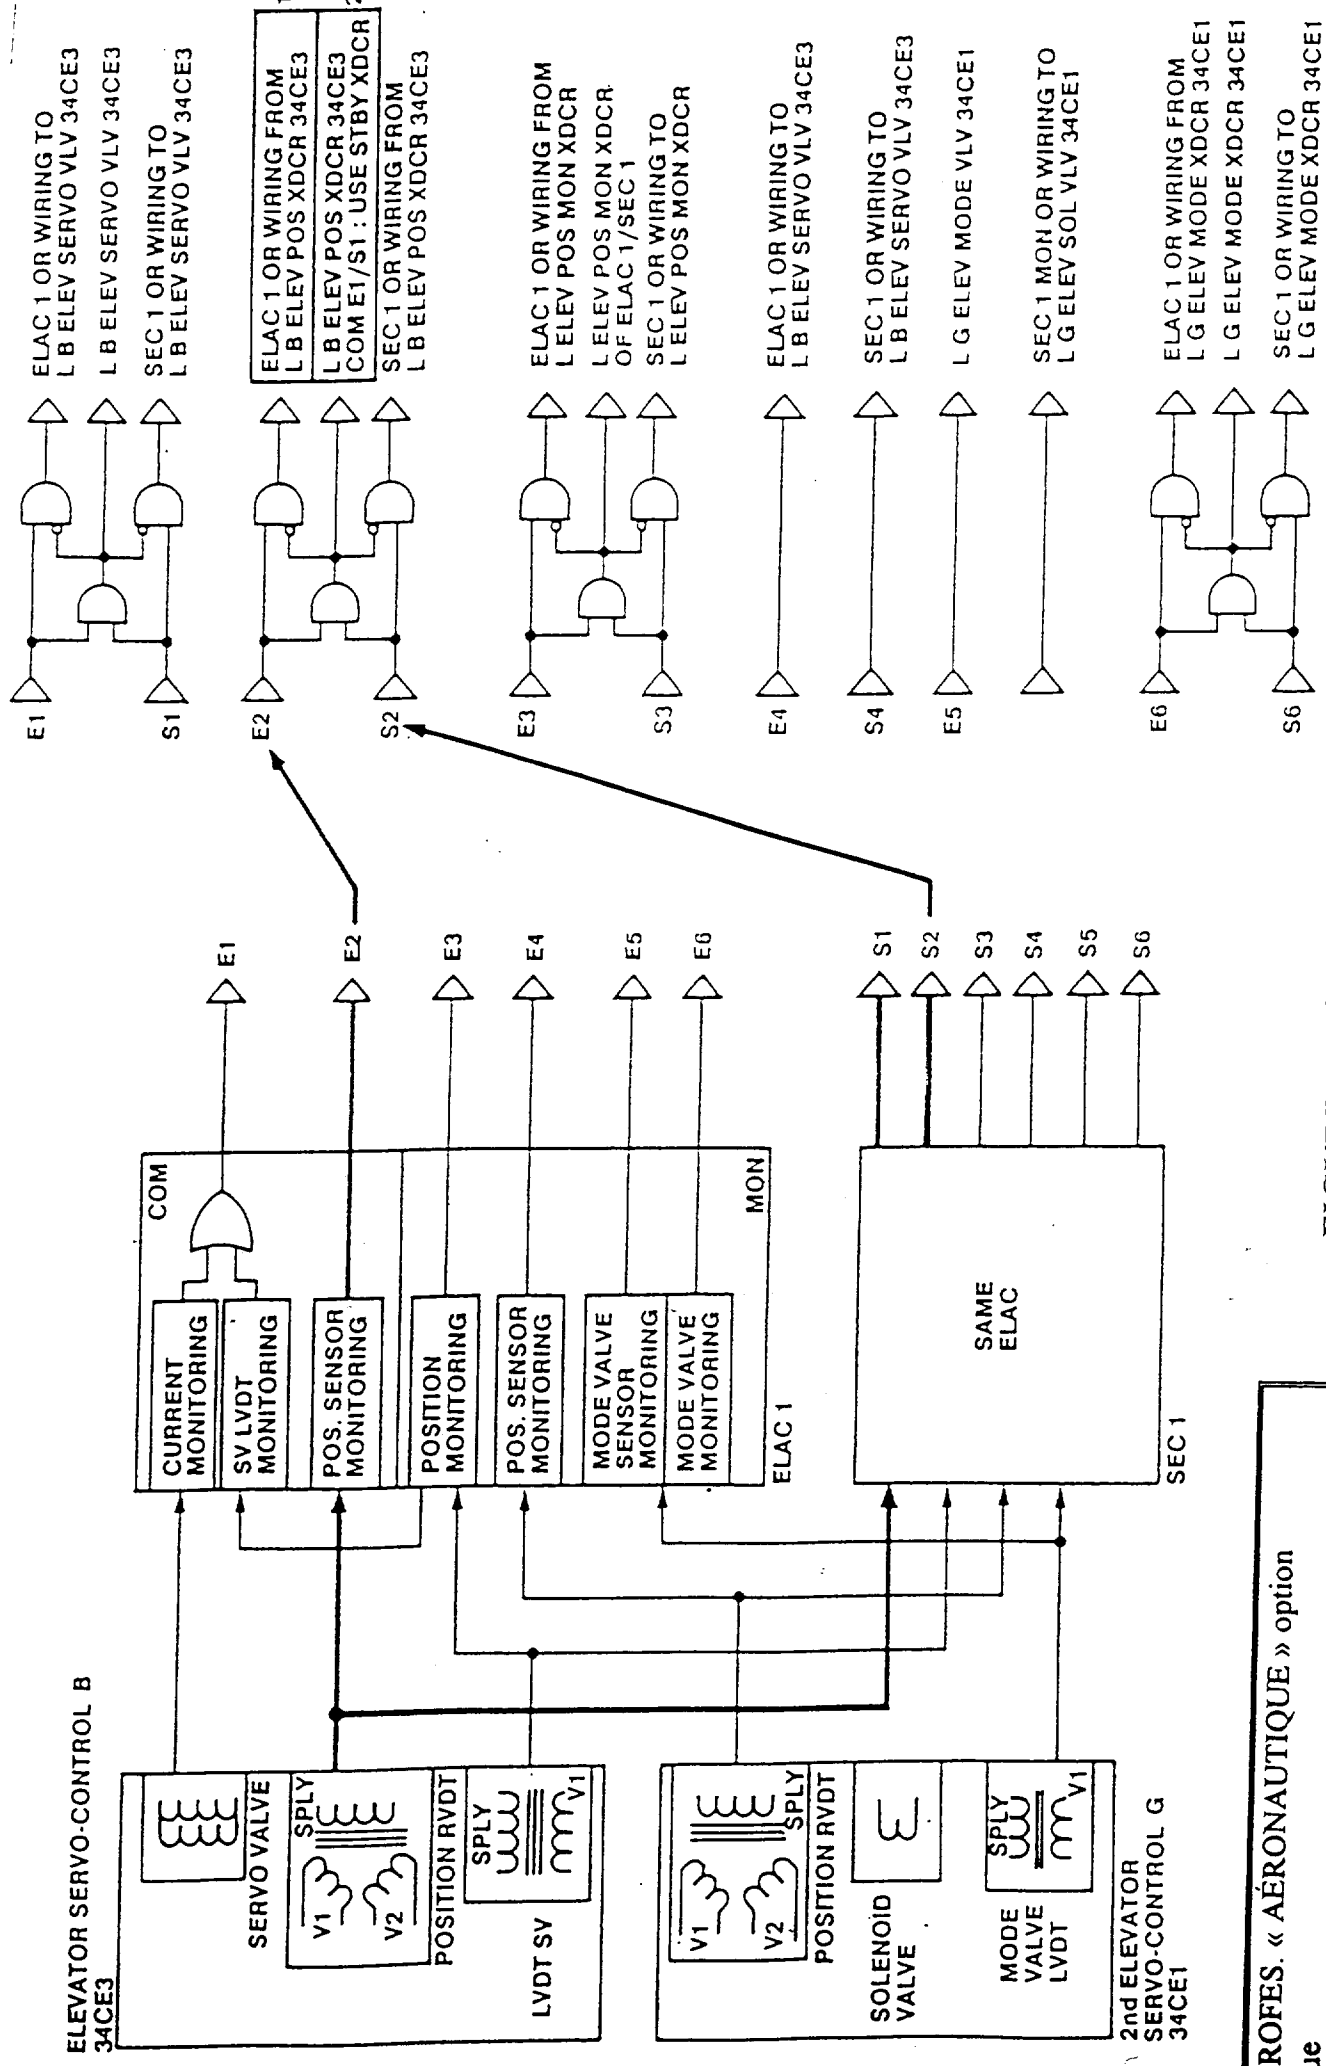 ELEVATOR SERVO-CONTROL B
34CE3
SERVO VALVE
SPLY
V1
V2
POSITION RVDT
SPLY
V1
LVDT SV
V1
V2
SPLY
POSITION RVDT
SOLENOID
VALVE
SPLY
V1
MODE
VALVE
LVDT
2nd ELEVATOR
SERVO-CONTROL G
34CE1
COM
CURRENT
MONITORING
SV LVDT
MONITORING
POS. SENSOR
MONITORING
POSITION
MONITORING
POS. SENSOR
MONITORING
MODE VALVE
SENSOR
MONITORING
MODE VALVE
MONITORING
MON
ELAC 1
SAME
ELAC
SEC 1
E1
E2
E3
E4
E5
E6
S1
S2
S3
S4
S5
S6
E1
S1
E2
S2
E3
S3
E4
S4
E5
E6
S6
ELAC 1 OR WIRING TO
L B ELEV SERVO VLV 34CE3
L B ELEV SERVO VLV 34CE3
SEC 1 OR WIRING TO
L B ELEV SERVO VLV 34CE3
ELAC 1 OR WIRING FROM
L B ELEV POS XDCR 34CE3
L B ELEV POS XDCR 34CE3
COM E1/S1 : USE STBY XDCR
SEC 1 OR WIRING FROM
L B ELEV POS XDCR 34CE3
ELAC 1 OR WIRING FROM
L ELEV POS MON XDCR
L ELEV POS MON XDCR
OF ELAC 1/SEC 1
SEC 1 OR WIRING TO
L ELEV POS MON XDCR
ELAC 1 OR WIRING TO
L B ELEV SERVO VLV 34CE3
SEC 1 OR WIRING TO
L B ELEV SERVO VLV 34CE3
L G ELEV MODE VLV 34CE1
SEC 1 MON OR WIRING TO
L G ELEV SOL VLV 34CE1
ELAC 1 OR WIRING FROM
L G ELEV MODE XDCR 34CE1
L G ELEV MODE XDCR 34CE1
SEC 1 OR WIRING TO
L G ELEV MODE XDCR 34CE1
ROFES. « AÉRONAUTIQUE » option
ue